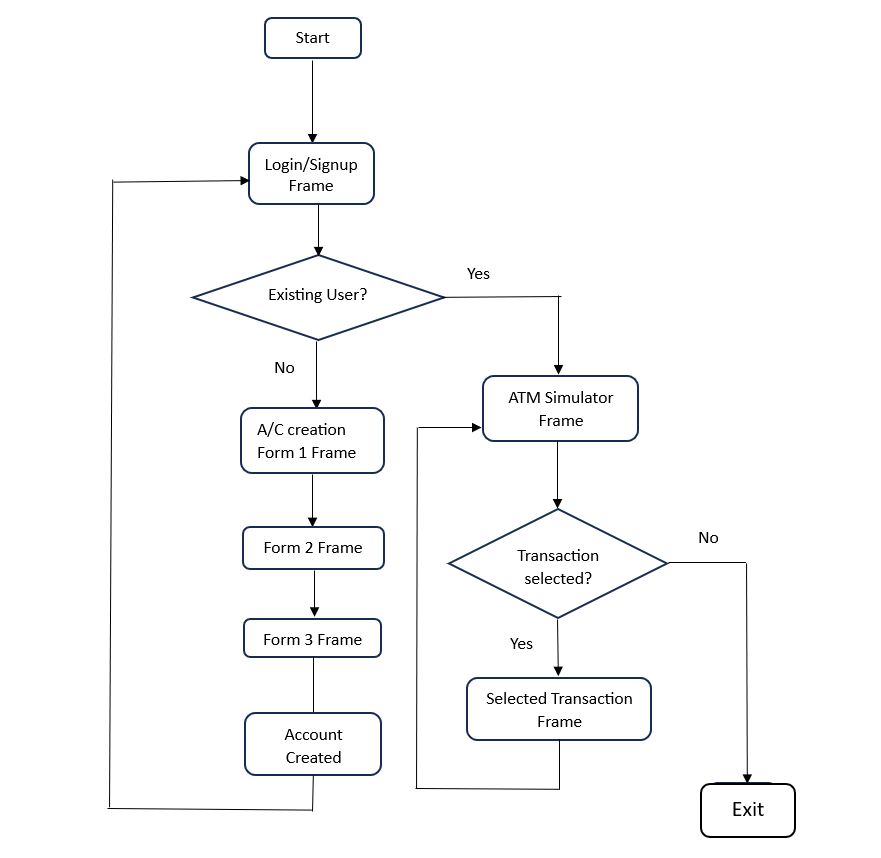 Start
Login/Signup
Frame
Existing User?
Yes
No
A/C creation
Form 1 Frame
Form 2 Frame
Form 3 Frame
Account
Created
ATM Simulator
Frame
Transaction
selected?
No
Yes
Selected Transaction
Frame
Exit